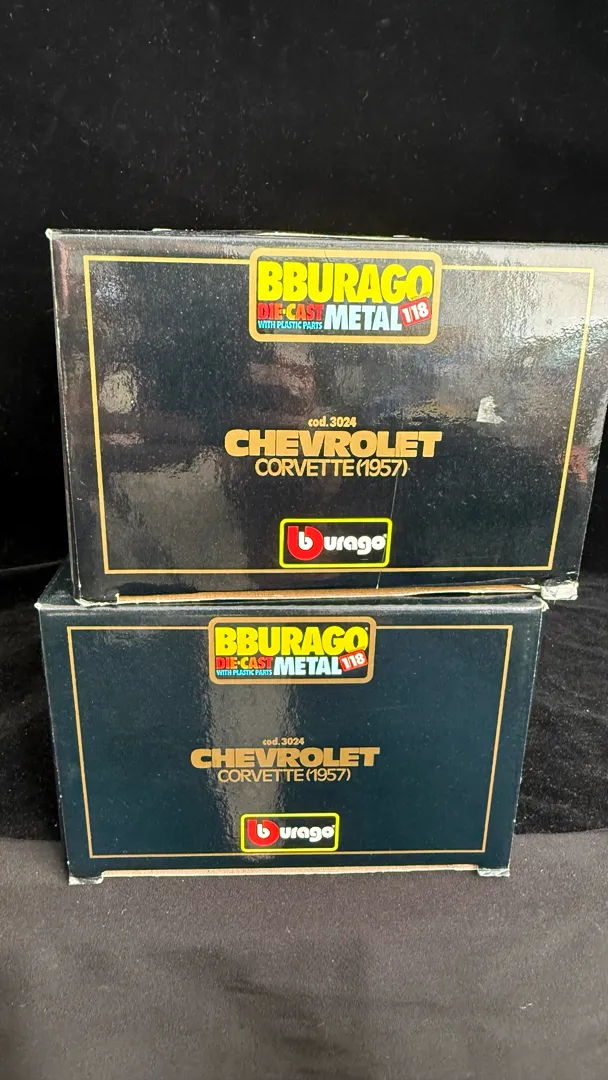 BBURAGO
DIE-CAST METAL 1/18
WITH PLASTIC PARTS
cod. 3024
CHEVROLET
CORVETTE (1957)
burago
BBURAGO
DIE-CAST METAL 1/18
WITH PLASTIC PARTS
cod. 3024
CHEVROLET
CORVETTE (1957)
burago